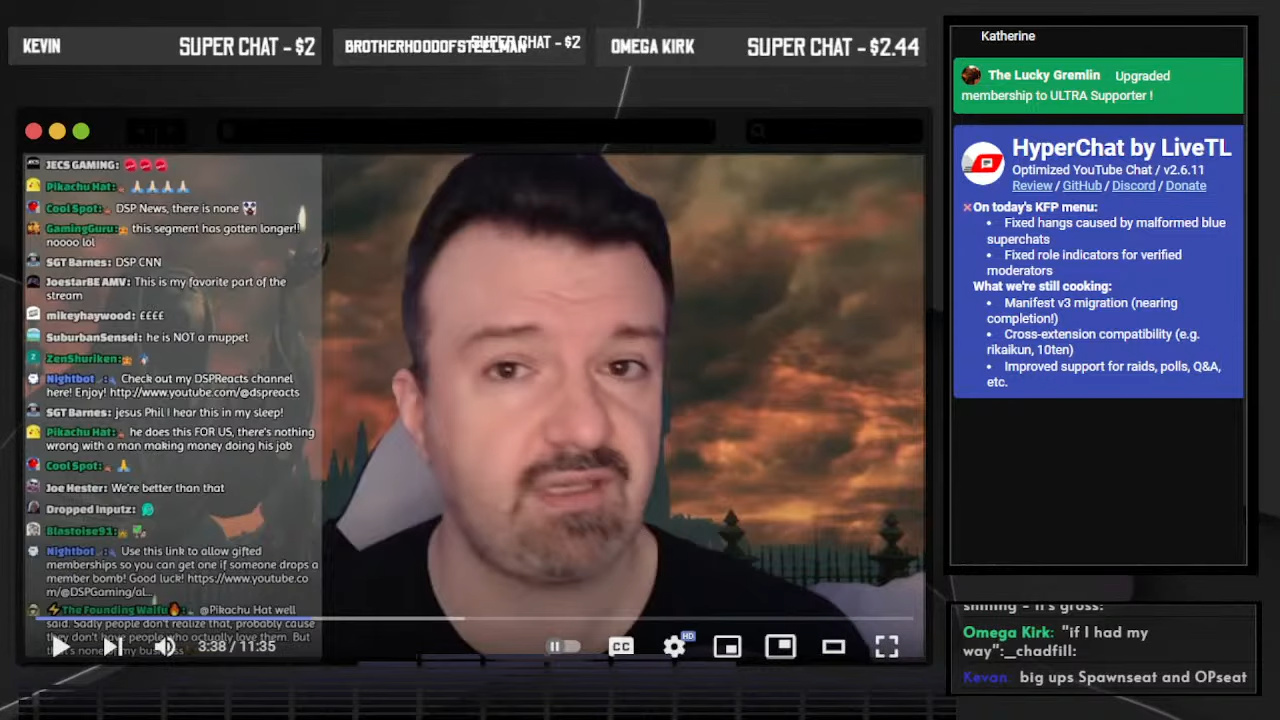 KEVIN SUPER CHAT - $2
BROTHERHOODOFSTEELMAN SUPER CHAT - $2
OMEGA KIRK SUPER CHAT - $2.44
JECS GAMING:
Pikachu Hat:
Cool Spot: DSP News, there is none
GamingGuru: this segment has gotten longer!!
noooo lol
SGT Barnes: DSP CNN
JoestarBE AMV: This is my favorite part of the
stream
mikeyhaywood: ££££
SuburbanSensei: he is NOT a muppet
ZenShuriken:
Nightbot : Check out my DSPReacts channel
here! Enjoy! http://www.youtube.com/@dspreacts
SGT Barnes: jesus Phil I hear this in my sleep!
Pikachu Hat: he does this FOR US, there's nothing
wrong with a man making money doing his job
Cool Spot:
Joe Hester: We're better than that
Dropped Inputz:
Blastoise91:
Nightbot : Use this link to allow gifted
memberships so you can get one if someone drops a
member bomb! Good luck! https://www.youtube.co
m/@DSPGaming/al...
The Founding Waifu : @Pikachu Hat well
said. Sadly people don't realize that, probably cause
they don't have people who actually love them. But
that's none of my
3:38 / 11:35
CC
HD
Katherine
The Lucky Gremlin Upgraded
membership to ULTRA Supporter !
HyperChat by LiveTL
Optimized YouTube Chat / v2.6.11
Review / GitHub / Discord / Donate
On today's KFP menu:
• Fixed hangs caused by malformed blue
superchats
• Fixed role indicators for verified
moderators
What we're still cooking:
• Manifest v3 migration (nearing
completion!)
• Cross-extension compatibility (e.g.
rikaikun, 10ten)
• Improved support for raids, polls, Q&A,
etc.
Omega Kirk: "if I had my
way":_chadfill:
Kevan: big ups Spawnseat and OPseat